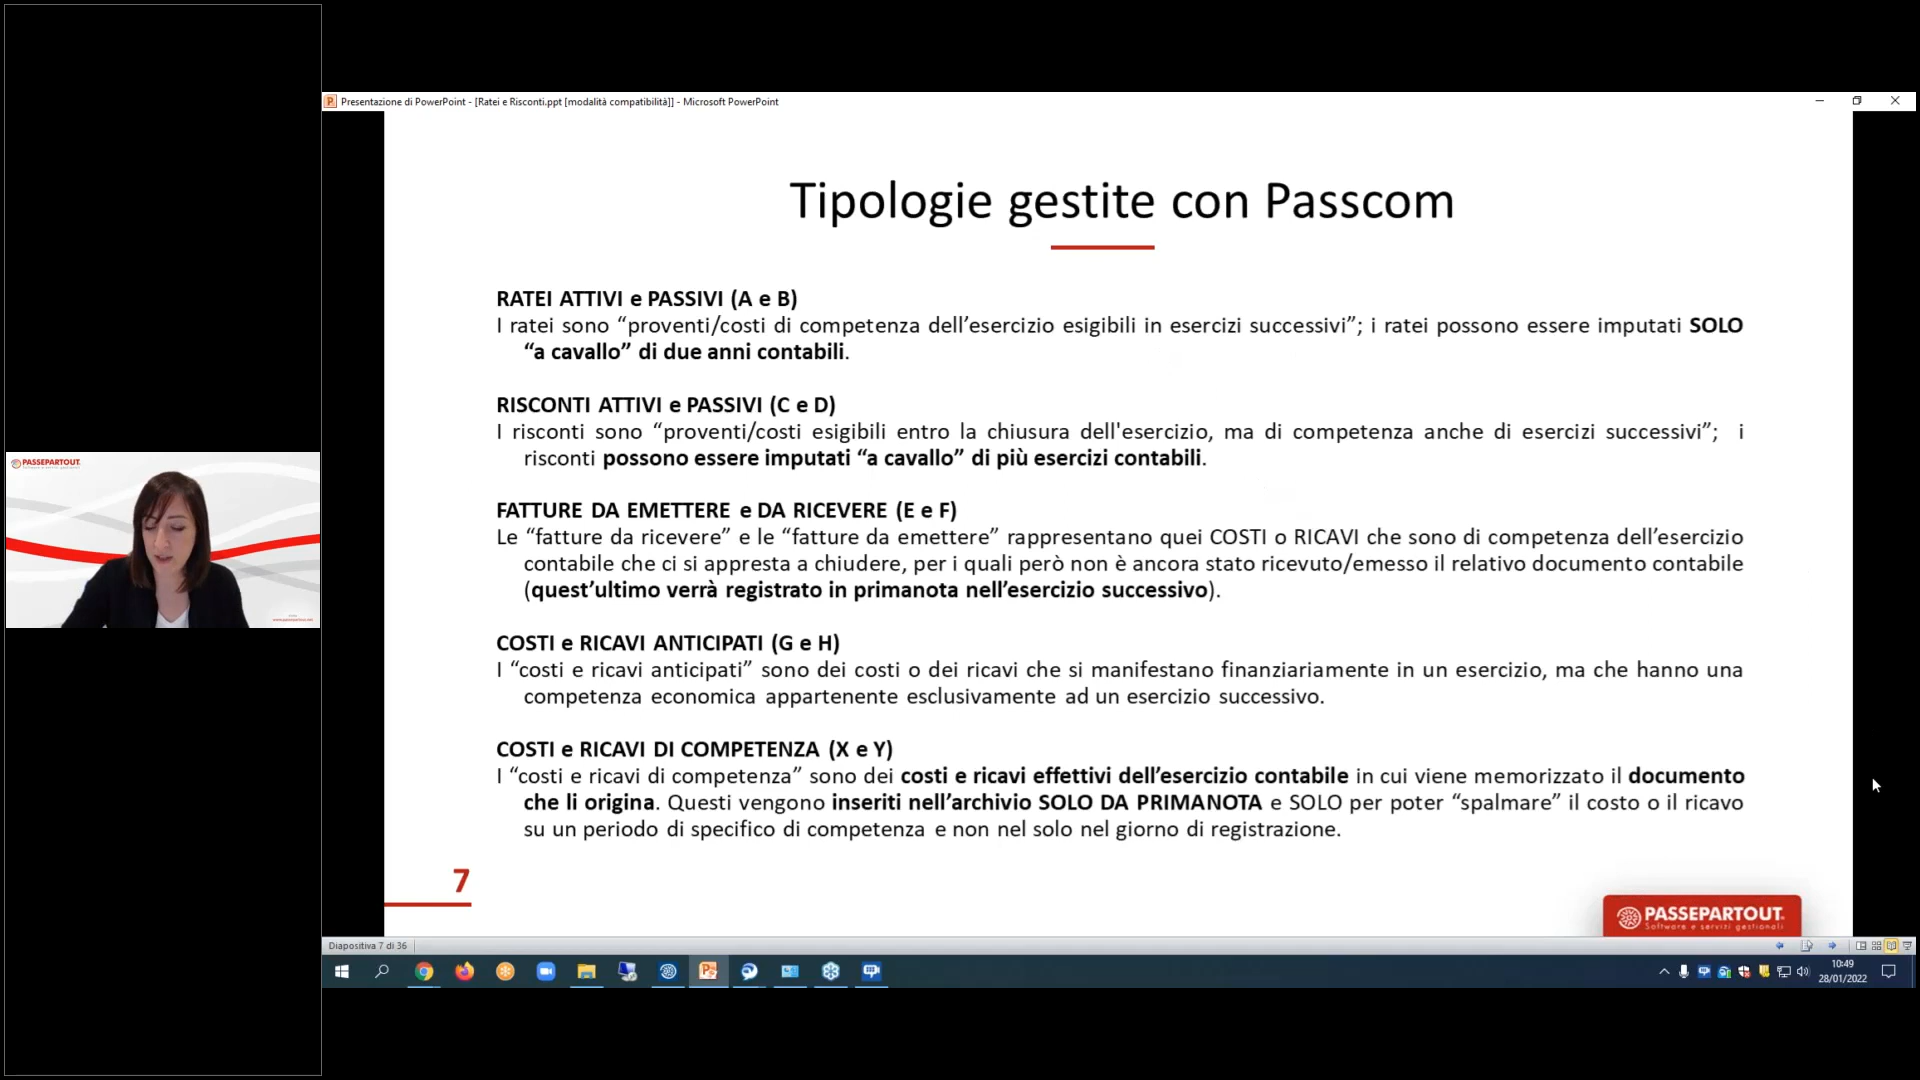 Presentazione di PowerPoint - [Ratei e Risconti.ppt [modalità compatibilità]] - Microsoft PowerPoint
Tipologie gestite con Passcom
RATEI ATTIVI e PASSIVI (A e B)
I ratei sono “proventi/costi di competenza dell’esercizio esigibili in esercizi successivi”; i ratei possono essere imputati SOLO
“a cavallo” di due anni contabili.
RISCONTI ATTIVI e PASSIVI (C e D)
I risconti sono “proventi/costi esigibili entro la chiusura dell'esercizio, ma di competenza anche di esercizi successivi”; i
risconti possono essere imputati “a cavallo” di più esercizi contabili.
FATTURE DA EMETTERE e DA RICEVERE (E e F)
Le “fatture da ricevere” e le “fatture da emettere” rappresentano quei COSTI o RICAVI che sono di competenza dell’esercizio
contabile che ci si appresta a chiudere, per i quali però non è ancora stato ricevuto/emesso il relativo documento contabile
(quest’ultimo verrà registrato in primanota nell’esercizio successivo).
COSTI e RICAVI ANTICIPATI (G e H)
I “costi e ricavi anticipati” sono dei costi o dei ricavi che si manifestano finanziariamente in un esercizio, ma che hanno una
competenza economica appartenente esclusivamente ad un esercizio successivo.
COSTI e RICAVI DI COMPETENZA (X e Y)
I “costi e ricavi di competenza” sono dei costi e ricavi effettivi dell’esercizio contabile in cui viene memorizzato il documento
che li origina. Questi vengono inseriti nell’archivio SOLO DA PRIMANOTA e SOLO per poter “spalmare” il costo o il ricavo
su un periodo di specifico di competenza e non nel solo nel giorno di registrazione.
7
PASSEPARTOUT
Software e servizi gestionali
Diapositiva 7 di 36
10:49
28/01/2022
PASSEPARTOUT